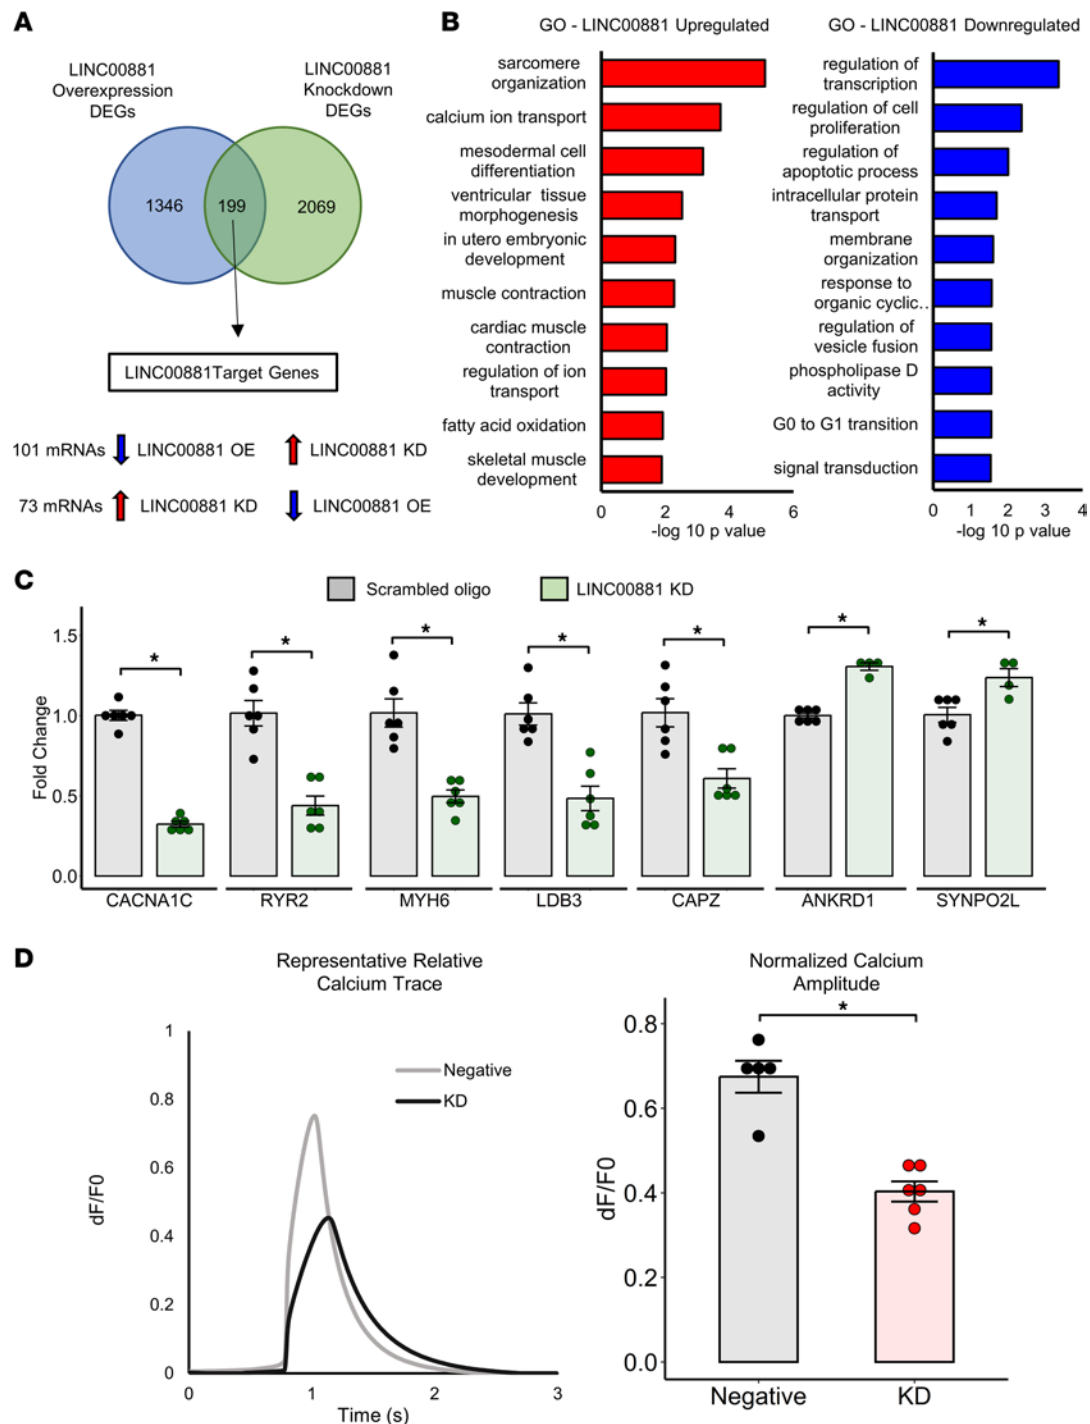 A
LINC00881
Overexpression
DEGs
LINC00881
Knockdown
DEGs
1346
199
2069
LINC00881Target Genes
101 mRNAs LINC00881 OE LINC00881 KD
73 mRNAs LINC00881 KD LINC00881 OE
B
GO - LINC00881 Upregulated
sarcomere
organization
calcium ion transport
mesodermal cell
differentiation
ventricular tissue
morphogenesis
in utero embryonic
development
muscle contraction
cardiac muscle
contraction
regulation of ion
transport
fatty acid oxidation
skeletal muscle
development
0 2 4 6
-log 10 p value
GO - LINC00881 Downregulated
regulation of
transcription
regulation of cell
proliferation
regulation of
apoptotic process
intracellular protein
transport
membrane
organization
response to
organic cyclic..
regulation of
vesicle fusion
phospholipase D
activity
G0 to G1 transition
signal transduction
0 1 2 3 4
-log 10 p value
C
Scrambled oligo
LINC00881 KD
Fold Change
1.5
1.0
0.5
0.0
* * * * * * *
CACNA1C RYR2 MYH6 LDB3 CAPZ ANKRD1 SYNPO2L
D
Representative Relative
Calcium Trace
dF/F0
1
0.8
0.6
0.4
0.2
0
Negative
KD
0 1 2 3
Time (s)
Normalized Calcium
Amplitude
*
dF/F0
0.8
0.6
0.4
0.2
0.0
Negative KD